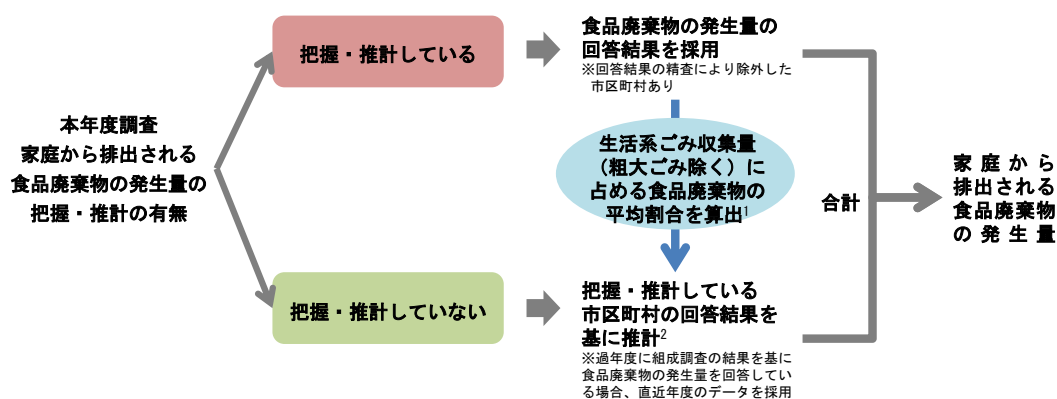 本年度調査
家庭から排出される
食品廃棄物の発生量の
把握・推計の有無
把握・推計している
食品廃棄物の発生量の
回答結果を採用
※回答結果の精査により除外した
市区町村あり
生活系ごみ収集量
（粗大ごみ除く）に
占める食品廃棄物の
平均割合を算出1
把握・推計していない
把握・推計している
市区町村の回答結果を
基に推計2
※過年度に組成調査の結果を基に
食品廃棄物の発生量を回答してい
る場合、直近年度のデータを採用
合計
家庭から
排出される
食品廃棄物
の発生量